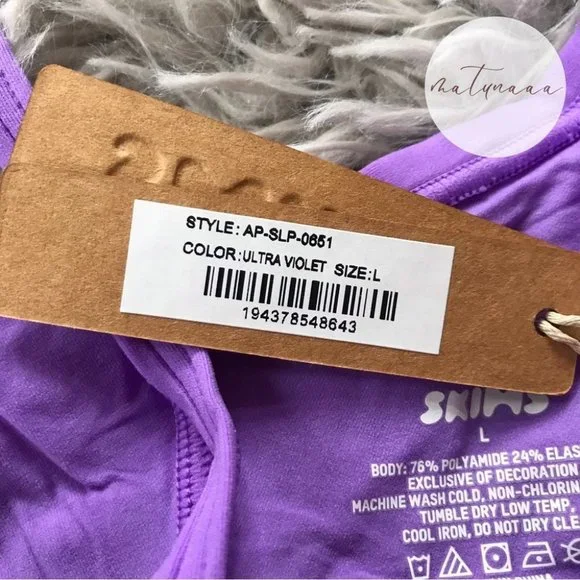 matynaaa
STYLE: AP-SLP-0651
COLOR: ULTRA VIOLET SIZE: L
194378548643
SKIMS
L
BODY: 76% POLYAMIDE 24% ELAS
EXCLUSIVE OF DECORATION
MACHINE WASH COLD, NON-CHLORIN
TUMBLE DRY LOW TEMP,
COOL IRON, DO NOT DRY CLE